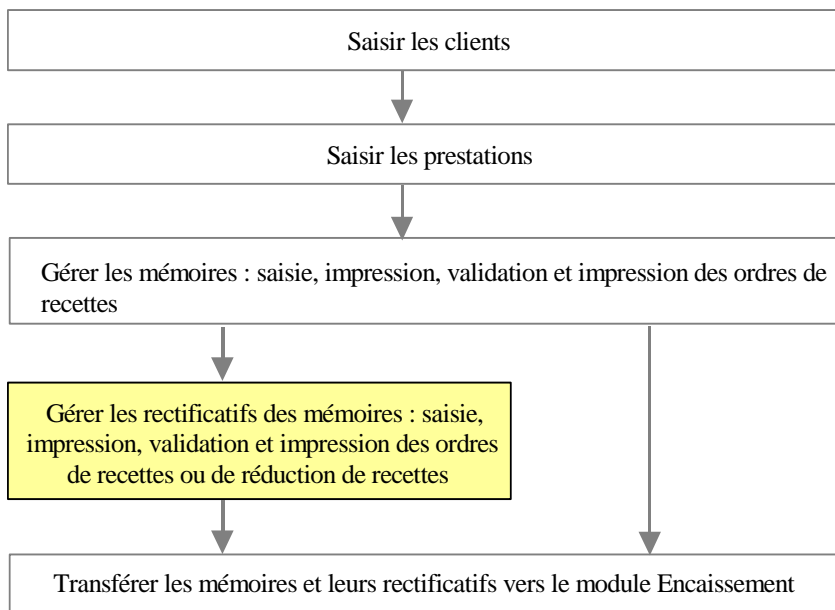 Saisir les clients
Saisir les prestations
Gérer les mémoires : saisie, impression, validation et impression des ordres de
recettes
Gérer les rectificatifs des mémoires : saisie,
impression, validation et impression des ordres
de recettes ou de réduction de recettes
Transférer les mémoires et leurs rectificatifs vers le module Encaissement